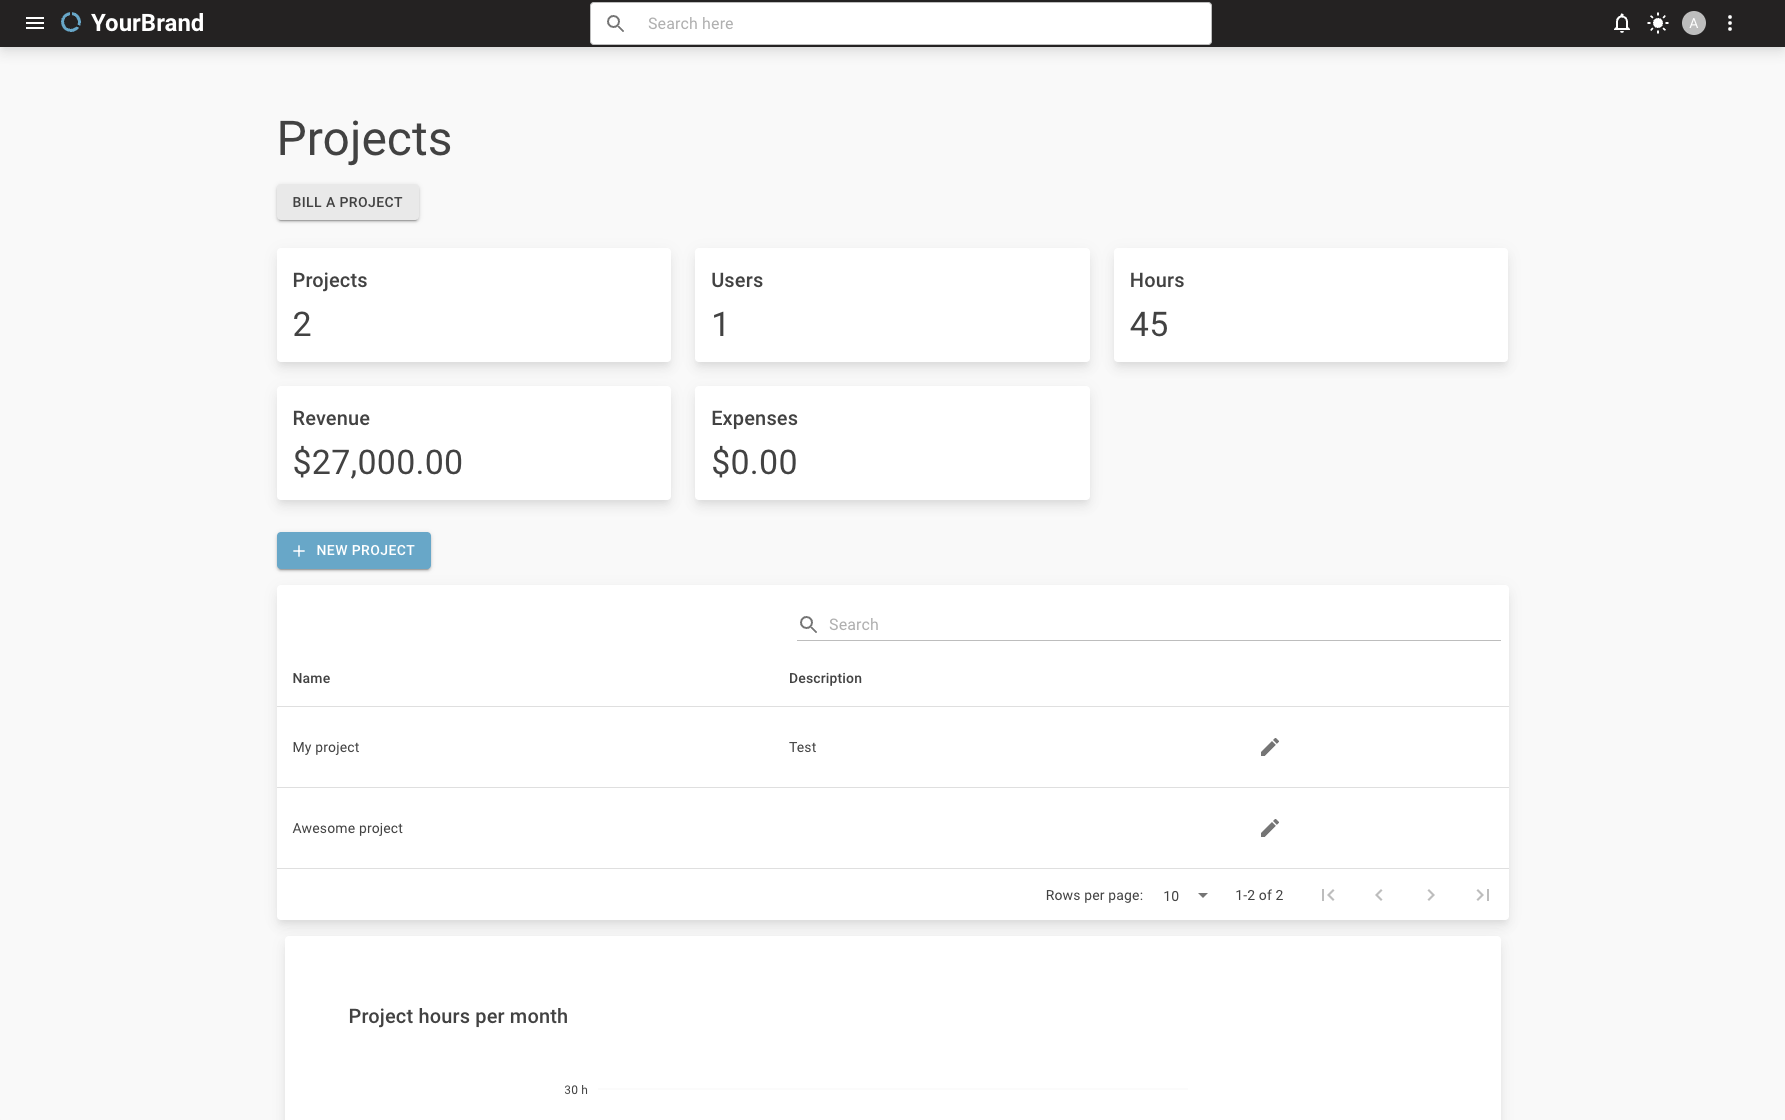 YourBrand
Search here
A
Projects
BILL A PROJECT
Projects
2
Users
1
Hours
45
Revenue
$27,000.00
Expenses
$0.00
NEW PROJECT
Search
Name Description
My project Test
Awesome project
Rows per page: 10 1-2 of 2
Project hours per month
30 h